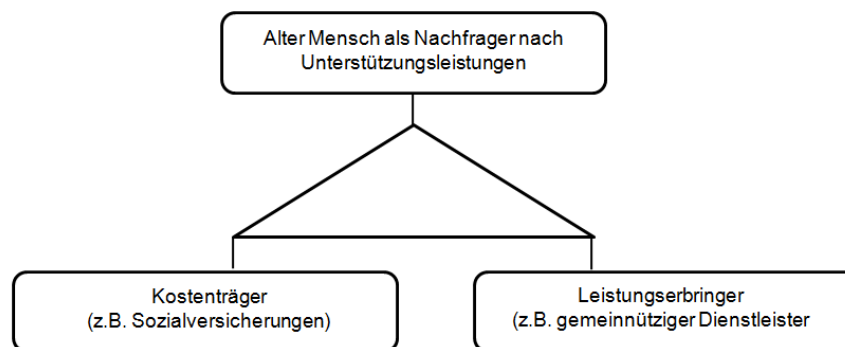 Alter Mensch als Nachfrager nach
Unterstützungsleistungen
Kostenträger
(z.B. Sozialversicherungen)
Leistungserbringer
(z.B. gemeinnütziger Dienstleister